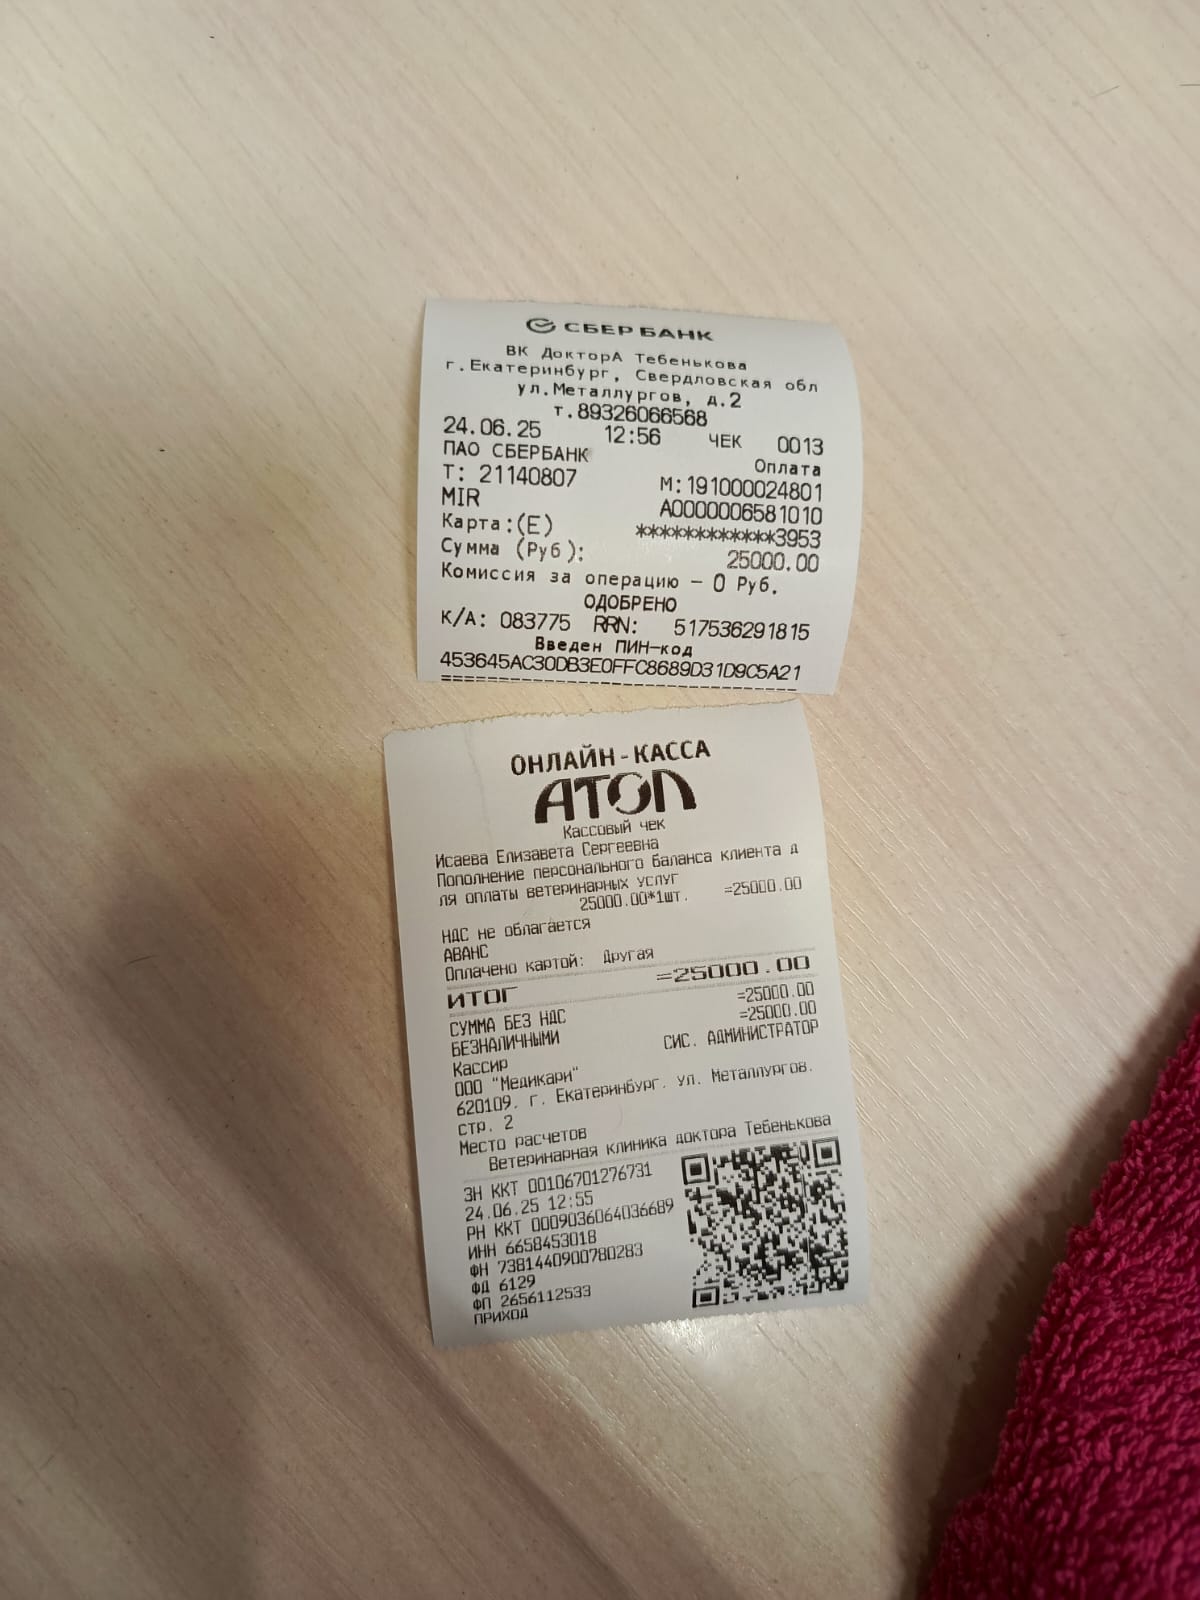 СБЕР БАНК
ВК ДокторА Тебенькова
г.Екатеринбург, Свердловская обл
ул.Металлургов, д.2
т.89326066568
24.06.25 12:56 ЧЕК 0013
ПАО СБЕРБАНК Оплата
Т: 21140807 М:191000024801
MIR A0000006581010
Карта:(E) ************3953
Сумма (Руб): 25000.00
Комиссия за операцию – 0 Руб.
ОДОБРЕНО
К/А: 083775 RRN: 517536291815
Введен ПИН-код
453645AC30DB3E0FFC8689D31D9C5A21
================================
ОНЛАЙН-КАССА
АТОЛ
Кассовый чек
Исаева Елизавета Сергеевна
Пополнение персонального баланса клиента д
ля оплаты ветеринарных услуг
25000.00*1шт. =25000.00
НДС не облагается
АВАНС
Оплачено картой: Другая
ИТОГ =25000.00
СУММА БЕЗ НДС =25000.00
БЕЗНАЛИЧНЫМИ =25000.00
Кассир СИС. АДМИНИСТРАТОР
ООО "Медикари"
620109, г. Екатеринбург, ул. Металлургов,
стр. 2
Место расчетов
Ветеринарная клиника доктора Тебенькова
ЗН ККТ 00106701276731
24.06.25 12:55
РН ККТ 0009036064036689
ИНН 6658453018
ФН 7381440900780283
ФД 6129
ФП 2656112533
ПРИХОД